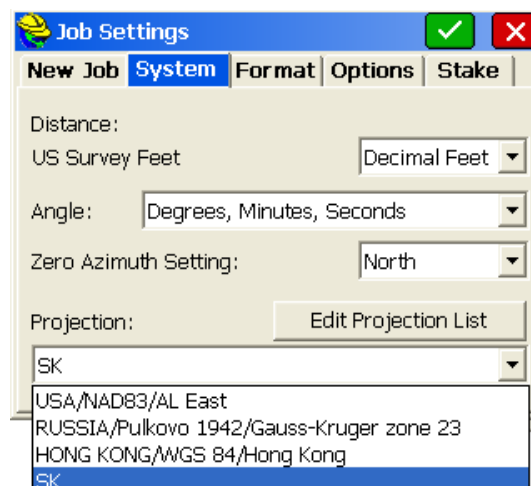 Job Settings
New Job System Format Options Stake
Distance:
US Survey Feet Decimal Feet
Angle: Degrees, Minutes, Seconds
Zero Azimuth Setting: North
Projection: Edit Projection List
SK
USA/NAD83/AL East
RUSSIA/Pulkovo 1942/Gauss-Kruger zone 23
HONG KONG/WGS 84/Hong Kong
SK